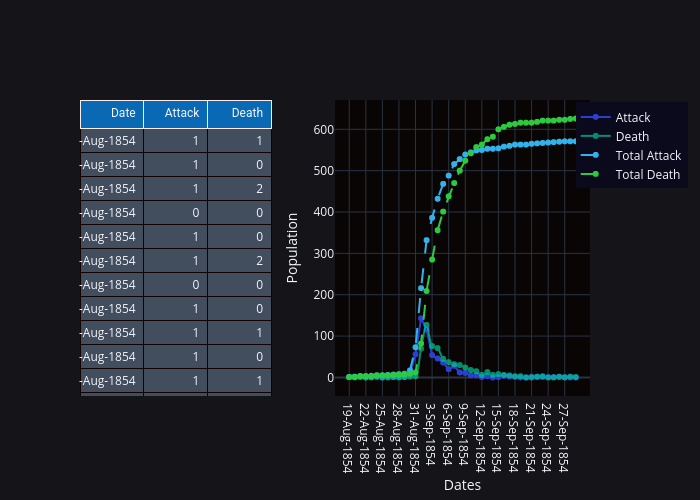 Date Attack Death
-Aug-1854 1 1
-Aug-1854 1 0
-Aug-1854 1 2
-Aug-1854 0 0
-Aug-1854 1 0
-Aug-1854 1 2
-Aug-1854 0 0
-Aug-1854 1 0
-Aug-1854 1 1
-Aug-1854 1 0
-Aug-1854 1 1
Population
600
500
400
300
200
100
0
19-Aug-1854
22-Aug-1854
25-Aug-1854
28-Aug-1854
31-Aug-1854
3-Sep-1854
6-Sep-1854
9-Sep-1854
12-Sep-1854
15-Sep-1854
18-Sep-1854
21-Sep-1854
24-Sep-1854
27-Sep-1854
Dates
Attack
Death
Total Attack
Total Death